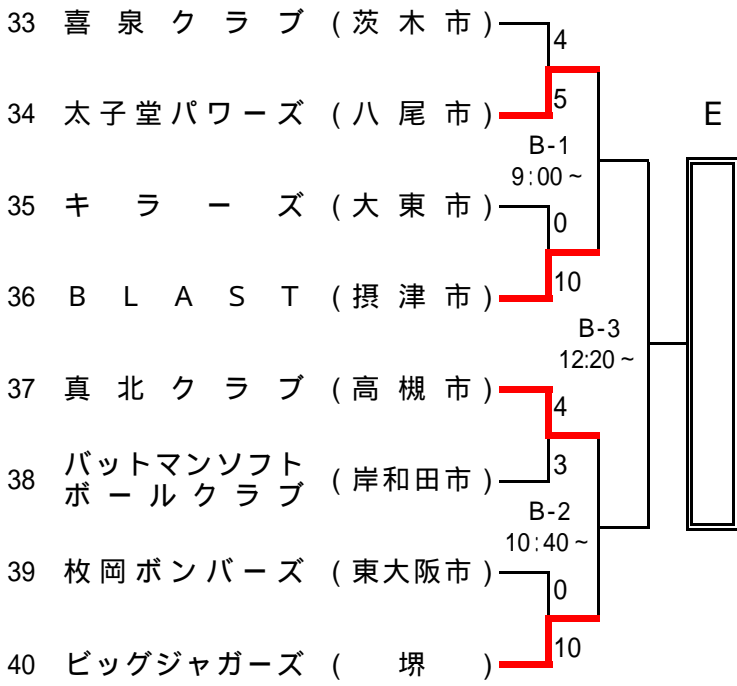 33 喜泉クラブ (茨木市)
4
34 太子堂パワーズ (八尾市)
5
E
B-1
9:00~
35 キラーズ (大東市)
0
36 BLAST (摂津市)
10
B-3
12:20~
37 真北クラブ (高槻市)
4
38 バットマンソフト
ボールクラブ (岸和田市)
3
B-2
10:40~
39 枚岡ボンバーズ (東大阪市)
0
40 ビッグジャガーズ (堺)
10